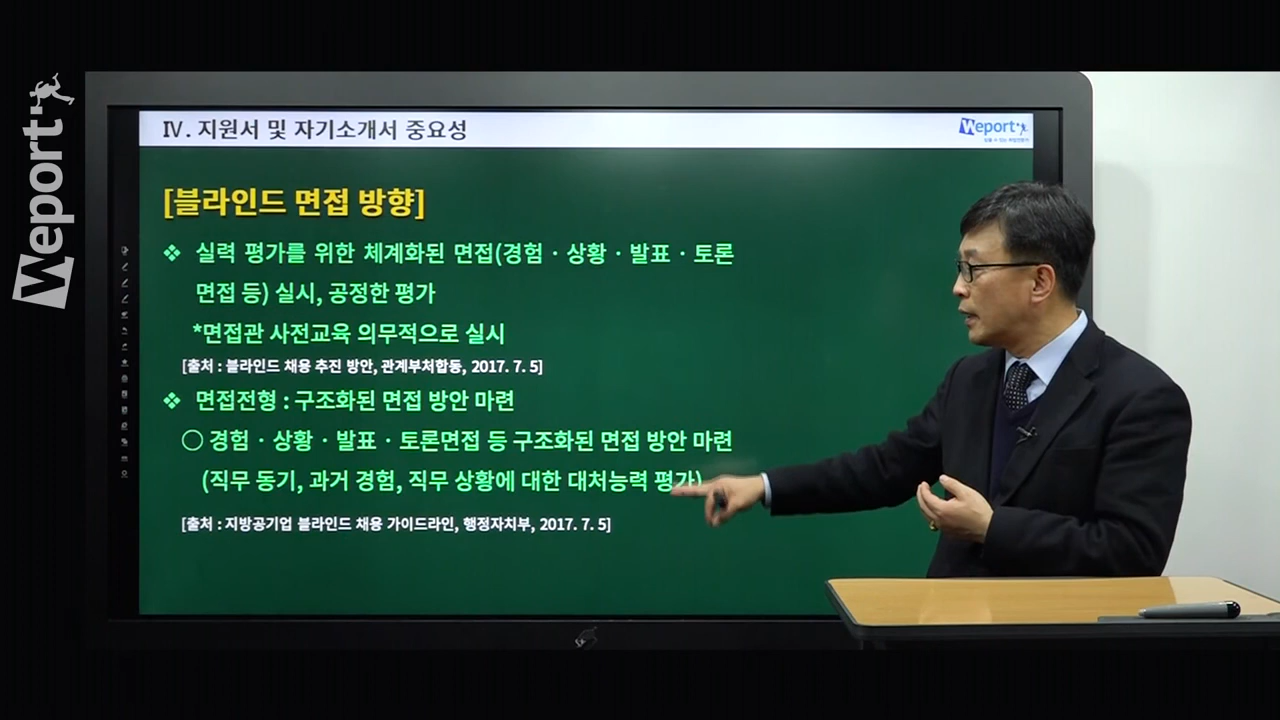 Weport
Ⅳ. 지원서 및 자기소개서 중요성
Weport
[블라인드 면접 방향]
❖ 실력 평가를 위한 체계화된 면접(경험 · 상황 · 발표 · 토론
면접 등) 실시, 공정한 평가
*면접관 사전교육 의무적으로 실시
[출처 : 블라인드 채용 추진 방안, 관계부처합동, 2017. 7. 5]
❖ 면접전형 : 구조화된 면접 방안 마련
○ 경험 · 상황 · 발표 · 토론면접 등 구조화된 면접 방안 마련
(직무 동기, 과거 경험, 직무 상황에 대한 대처능력 평가)
[출처 : 지방공기업 블라인드 채용 가이드라인, 행정자치부, 2017. 7. 5]